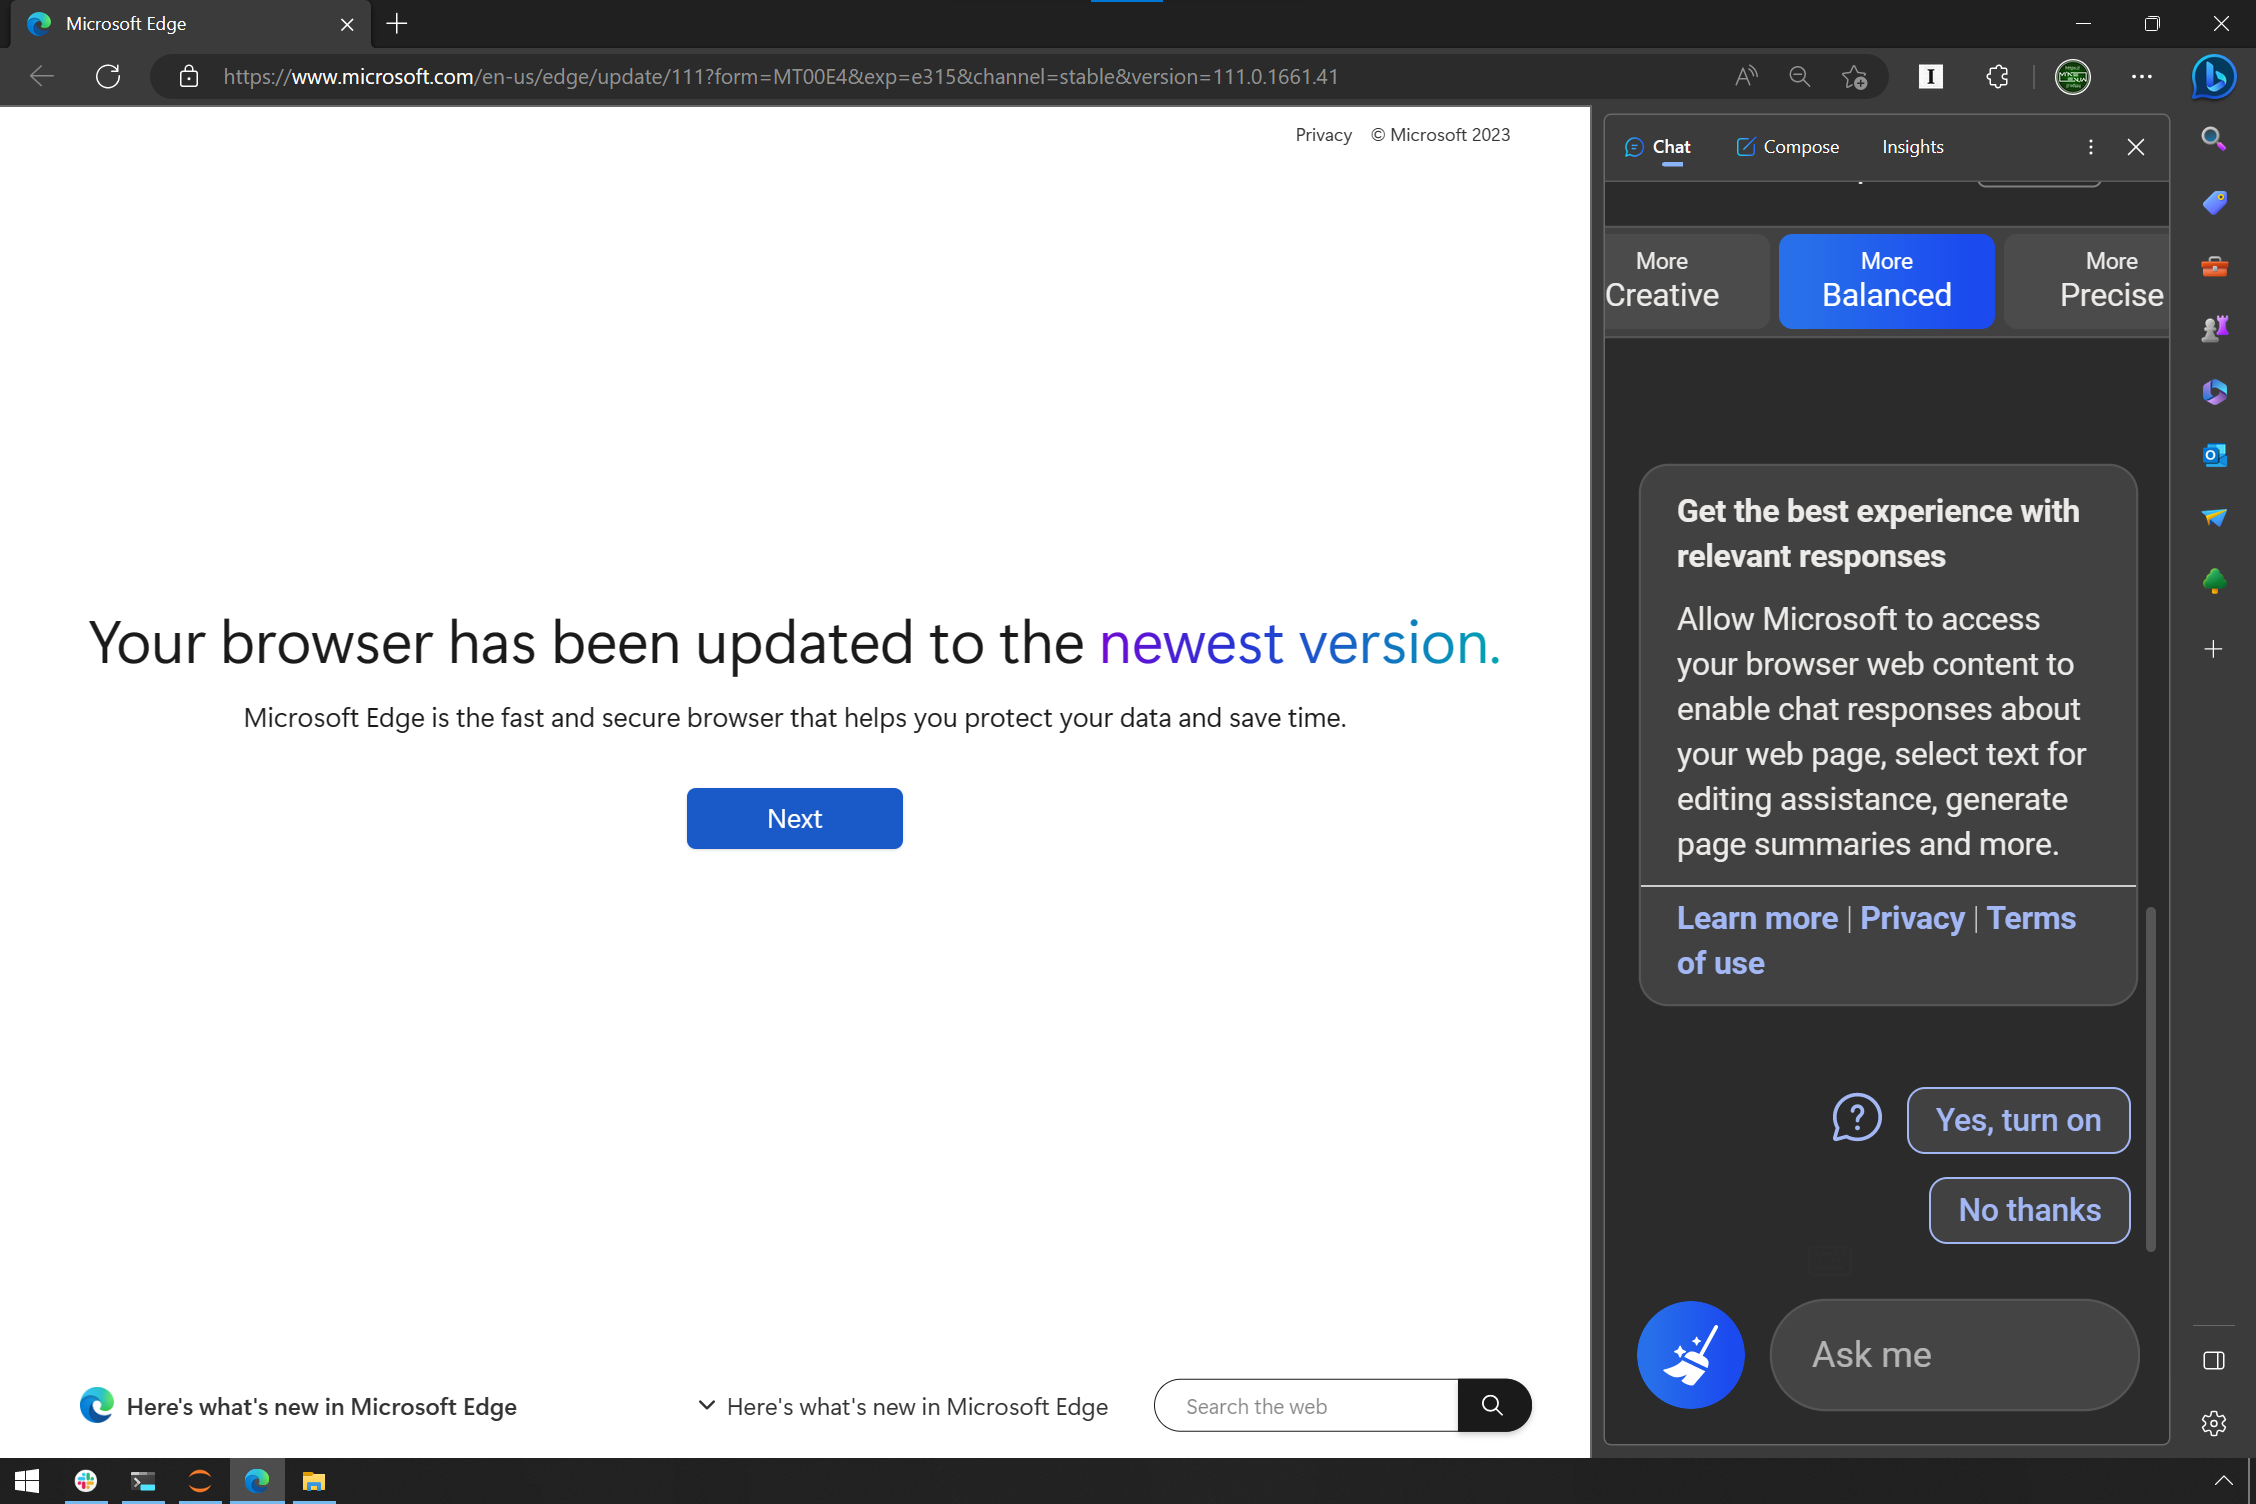 Microsoft Edge
https://www.microsoft.com/en-us/edge/update/111?form=MT00E4&exp=e315&channel=stable&version=111.0.1661.41
Privacy © Microsoft 2023
Your browser has been updated to the newest version.
Microsoft Edge is the fast and secure browser that helps you protect your data and save time.
Next
Here's what's new in Microsoft Edge
Here's what's new in Microsoft Edge
Search the web
Chat
Compose
Insights
More
Creative
More
Balanced
More
Precise
Get the best experience with
relevant responses
Allow Microsoft to access
your browser web content to
enable chat responses about
your web page, select text for
editing assistance, generate
page summaries and more.
Learn more | Privacy | Terms
of use
Yes, turn on
No thanks
Ask me